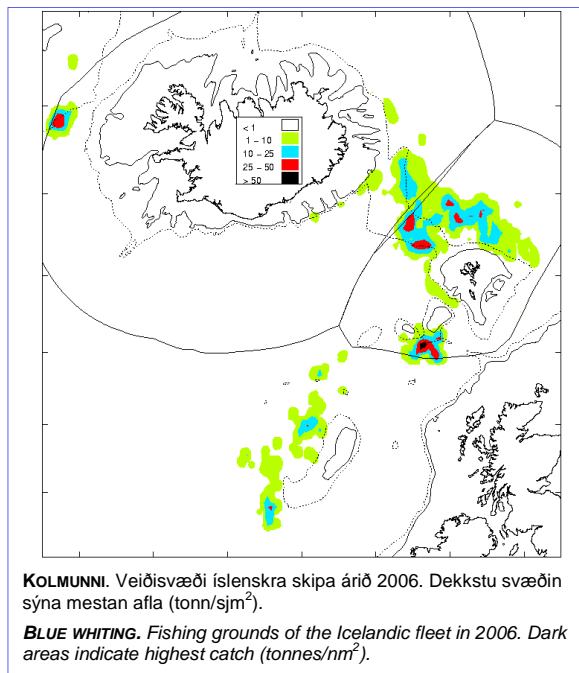 < 1
1 – 10
10 – 25
25 – 50
> 50
KOLMUNNI. Veiðisvæði íslenskra skipa árið 2006. Dekkstu svæðin
sýna mestan afla (tonn/sjm²).
BLUE WHITING. Fishing grounds of the Icelandic fleet in 2006. Dark
areas indicate highest catch (tonnes/nm²).